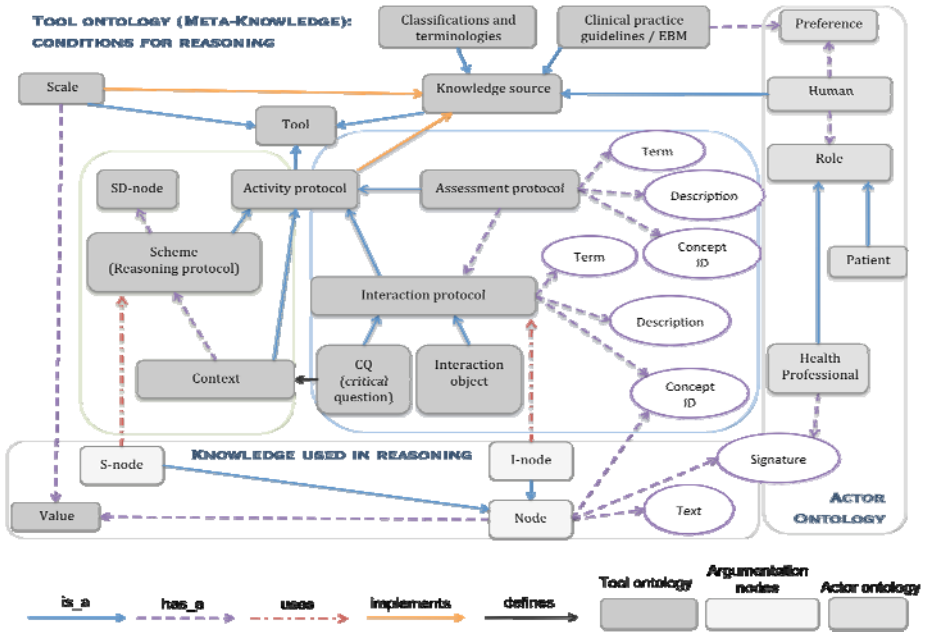 TOOL ONTOLOGY (META-KNOWLEDGE):
CONDITIONS FOR REASONING
Classifications and
terminologies
Clinical practice
guidelines / EBM
Preference
Scale
Knowledge source
Human
Tool
Term
Role
SD-node
Activity protocol
Assessment protocol
Description
Scheme
(Reasoning protocol)
Term
Concept
ID
Patient
Interaction protocol
Description
Context
CQ
(critical
question)
Interaction
object
Health
Professional
Concept
ID
S-node
KNOWLEDGE USED IN REASONING
I-node
Signature
Value
Node
Text
ACTOR
ONTOLOGY
is_a
has_a
uses
implements
defines
Tool ontology
Argumentation
nodes
Actor ontology